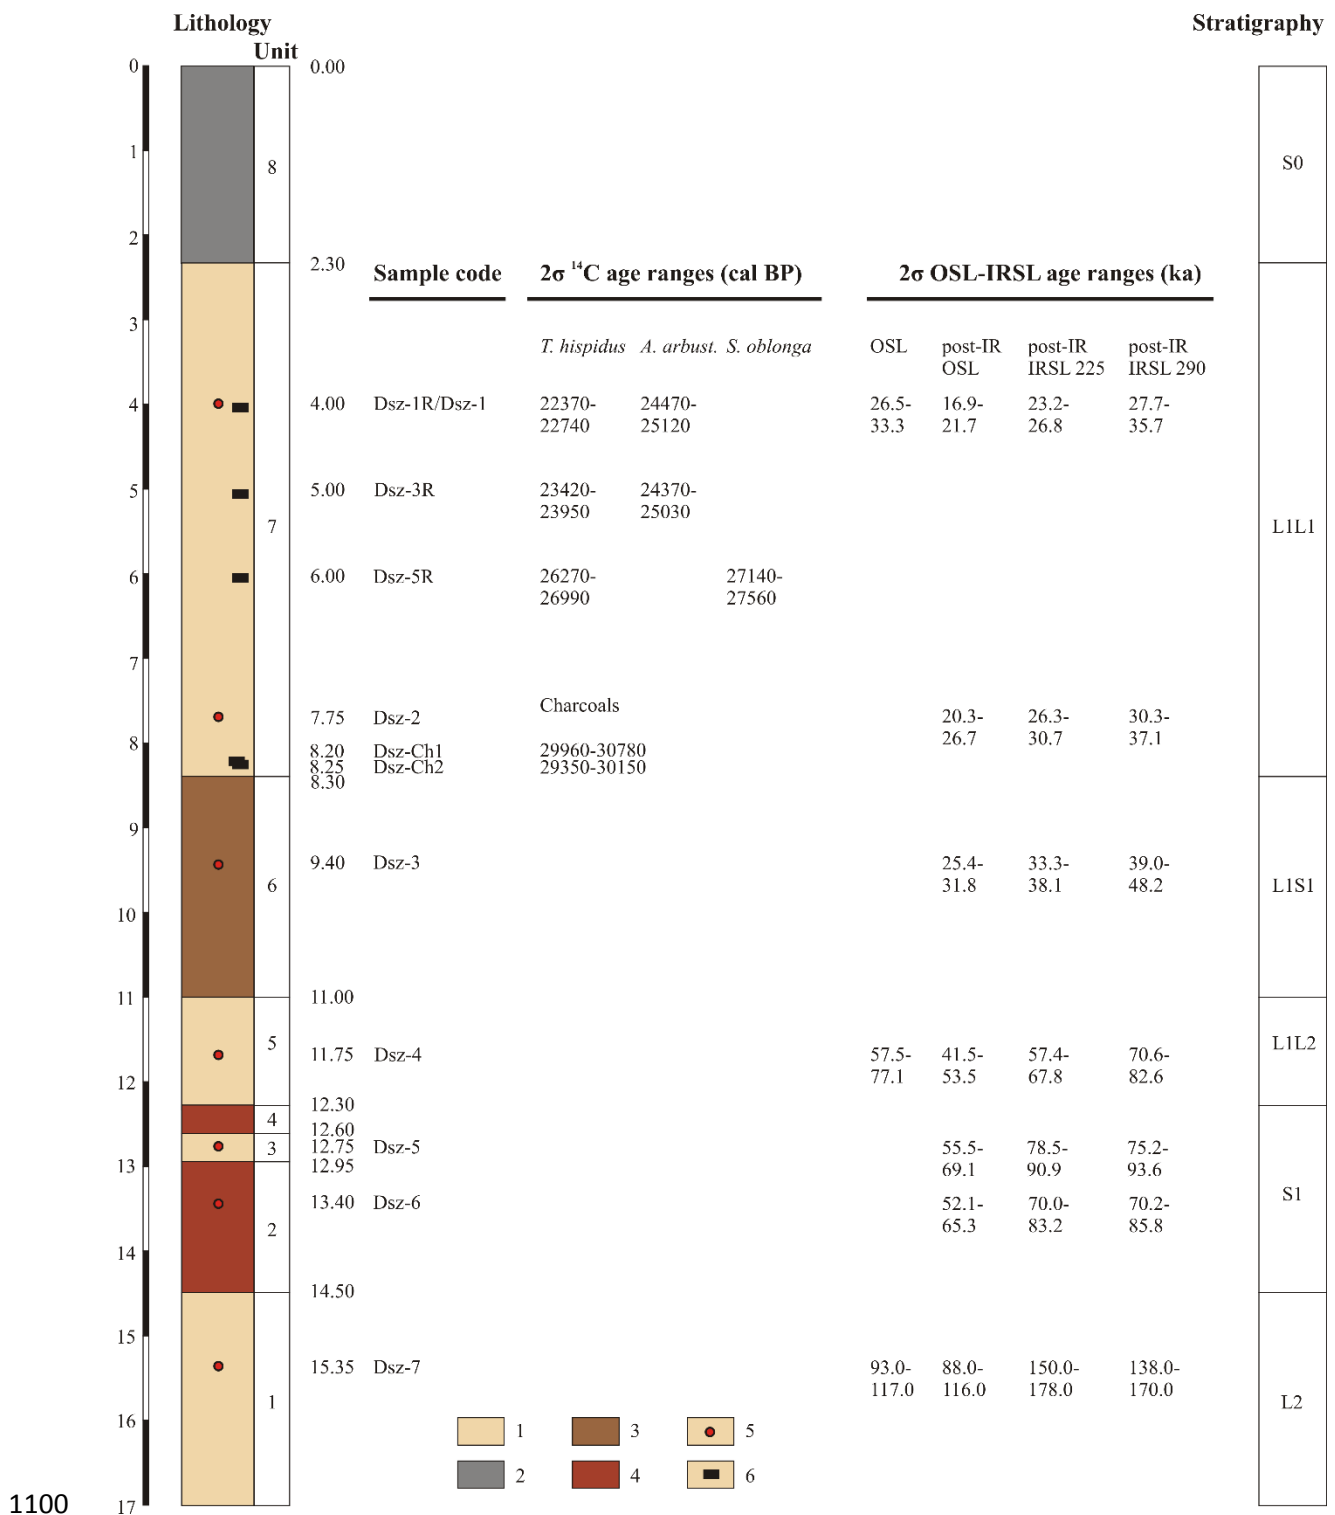 Lithology
Stratigraphy
Unit
0 0.00
1
8 S0
2
2.30
Sample code 2σ ¹⁴C age ranges (cal BP) 2σ OSL-IRSL age ranges (ka)
3
T. hispidus A. arbust. S. oblonga OSL post-IR post-IR post-IR
OSL IRSL 225 IRSL 290
4 4.00 Dsz-1R/Dsz-1 22370- 24470- 26.5- 16.9- 23.2- 27.7-
22740 25120 33.3 21.7 26.8 35.7
5 5.00 Dsz-3R 23420- 24370-
23950 25030
7 L1L1
6 6.00 Dsz-5R 26270- 27140-
26990 27560
7
Charcoals
7.75 Dsz-2 20.3- 26.3- 30.3-
26.7 30.7 37.1
8 8.20 Dsz-Ch1 29960-30780
8.25 Dsz-Ch2 29350-30150
8.30
9
9.40 Dsz-3 25.4- 33.3- 39.0-
31.8 38.1 48.2
6 L1S1
10
11 11.00
5 L1L2
11.75 Dsz-4 57.5- 41.5- 57.4- 70.6-
77.1 53.5 67.8 82.6
12
12.30
4
12.60
3 12.75 Dsz-5 55.5- 78.5- 75.2-
69.1 90.9 93.6
13 12.95
13.40 Dsz-6 52.1- 70.0- 70.2-
65.3 83.2 85.8
2 S1
14
14.50
15
15.35 Dsz-7 93.0- 88.0- 150.0- 138.0-
117.0 116.0 178.0 170.0
1 L2
16
1 3 5
2 4 6
17
1100